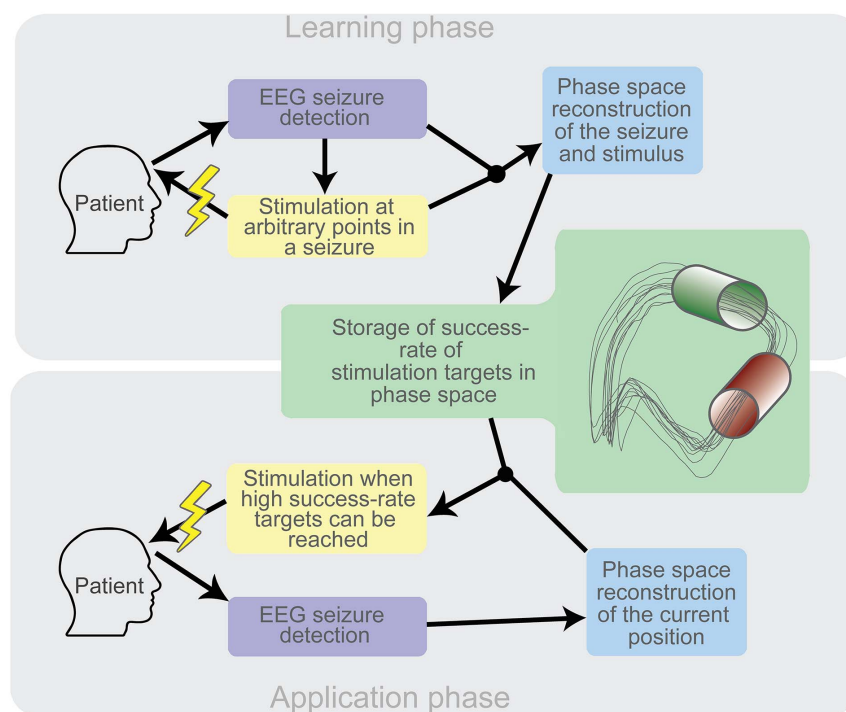 Learning phase
EEG seizure
detection
Phase space
reconstruction
of the seizure
and stimulus
Patient
Stimulation at
arbitrary points in
a seizure
Storage of success-
rate of
stimulation targets in
phase space
Stimulation when
high success-rate
targets can be
reached
Patient
Phase space
reconstruction
of the current
position
EEG seizure
detection
Application phase